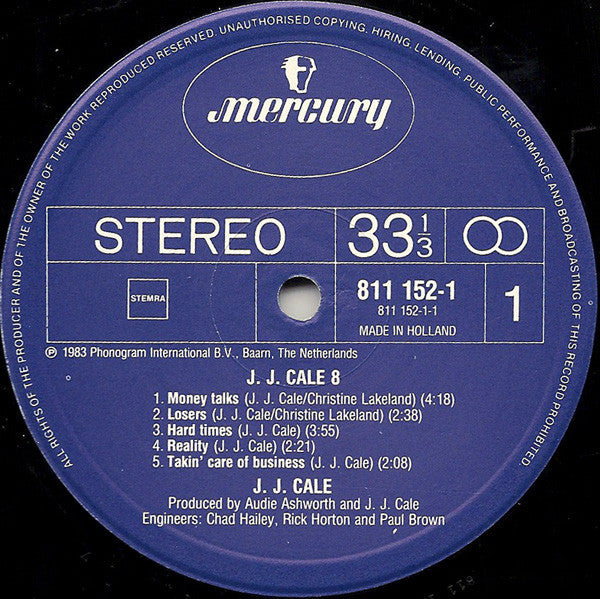 ALL RIGHTS OF THE PRODUCER AND OF THE OWNER OF THE WORK REPRODUCED RESERVED. UNAUTHORISED COPYING, HIRING, LENDING, PUBLIC PERFORMANCE AND BROADCASTING OF THIS RECORD PROHIBITED.
mercury
STEREO
33 1/3
STEMRA
811 152-1
811 152-1-1
MADE IN HOLLAND
1
℗ 1983 Phonogram International B.V., Baarn, The Netherlands
J. J. CALE 8
1. Money talks (J. J. Cale/Christine Lakeland) (4:18)
2. Losers (J. J. Cale/Christine Lakeland) (2:38)
3. Hard times (J. J. Cale) (3:55)
4. Reality (J. J. Cale) (2:21)
5. Takin' care of business (J. J. Cale) (2:08)
J. J. CALE
Produced by Audie Ashworth and J. J. Cale
Engineers: Chad Hailey, Rick Horton and Paul Brown